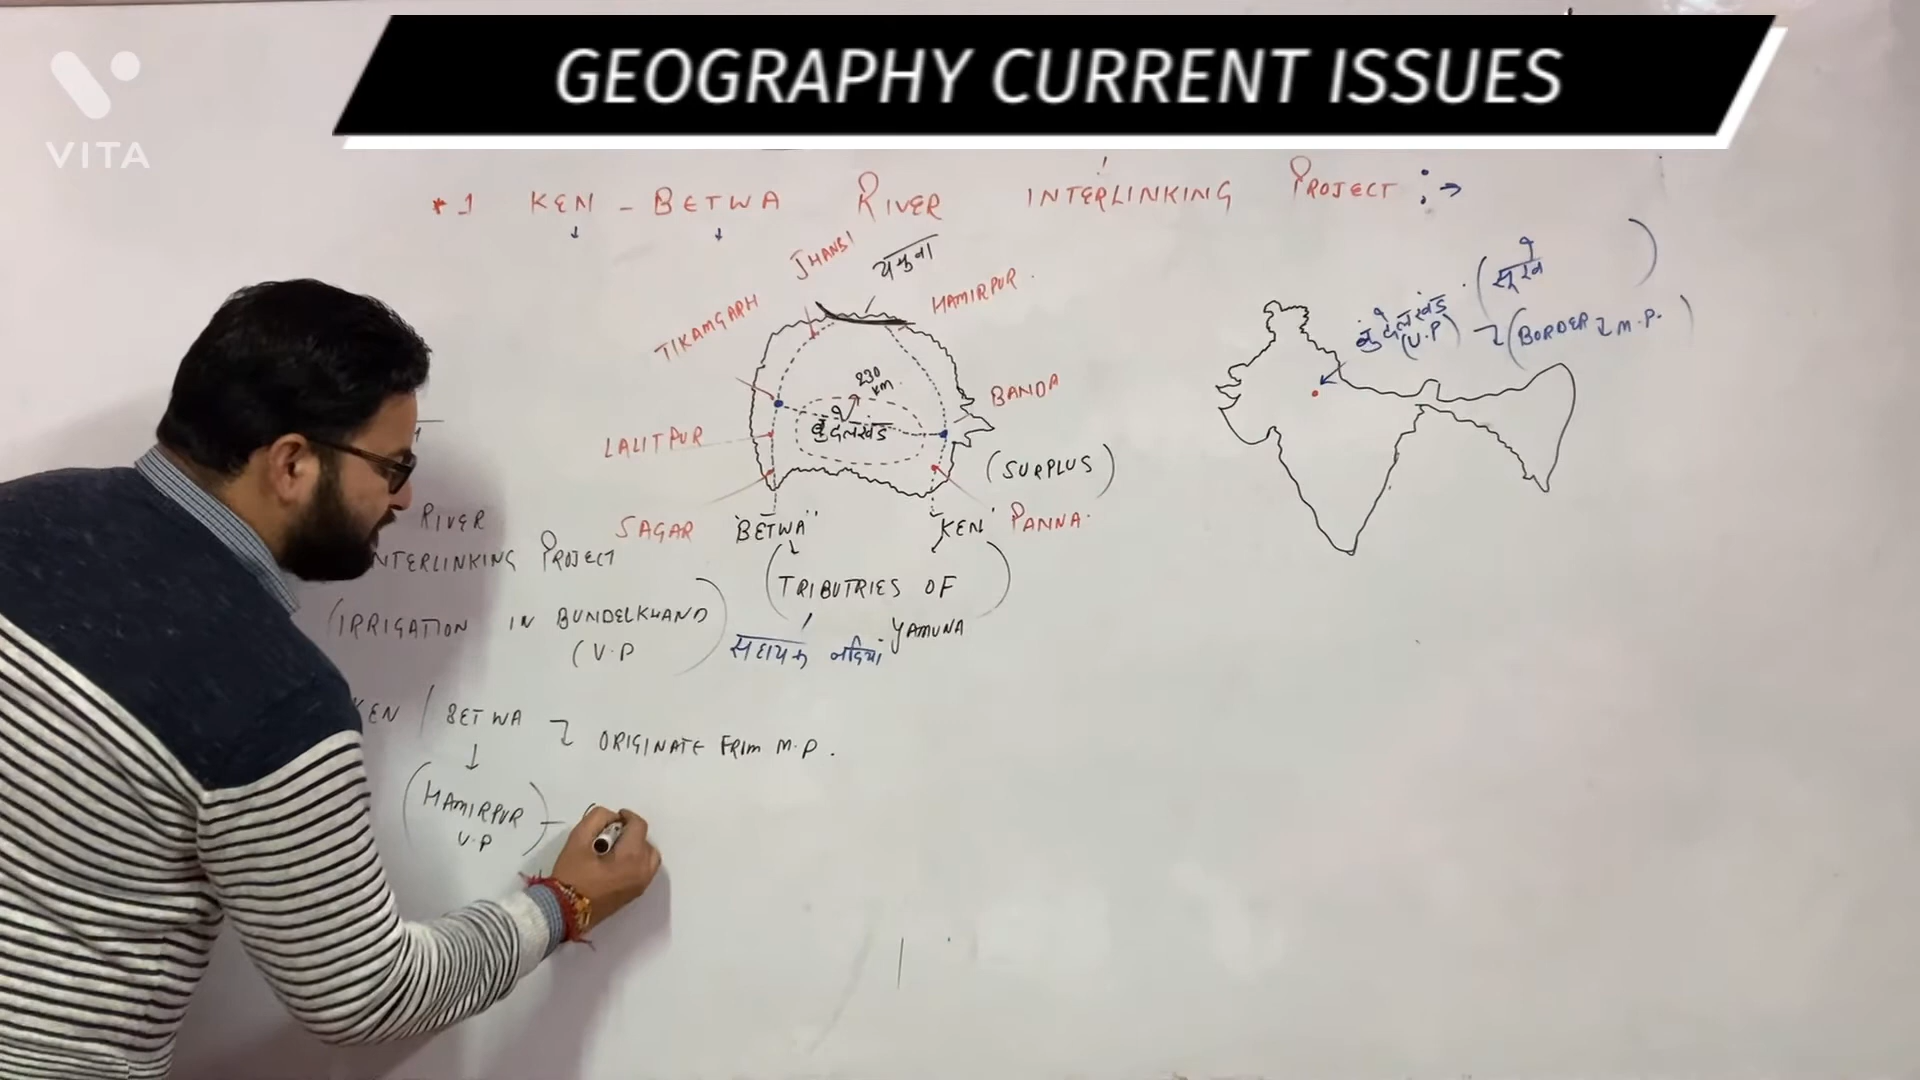 GEOGRAPHY CURRENT ISSUES
VITA
* 1 KEN - BETWA RIVER INTERLINKING PROJECT :→
JHANSI
यमुना
HAMIRPUR
TIKAMGARH
230 KM.
BANDA
बुंदेलखंड
LALITPUR
(SURPLUS)
SAGAR
"BETWA"
"KEN"
PANNA.
(TRIBUTRIES OF
YAMUNA
सहायक नदियां
बुंदेलखंड.
(U.P)
(BORDER
M.P.
RIVER
INTERLINKING PROJECT
(IRRIGATION IN BUNDELKHAND)
(U.P
KEN / BETWA
ORIGINATE FRIM M.P.
(HAMIRPUR
U.P